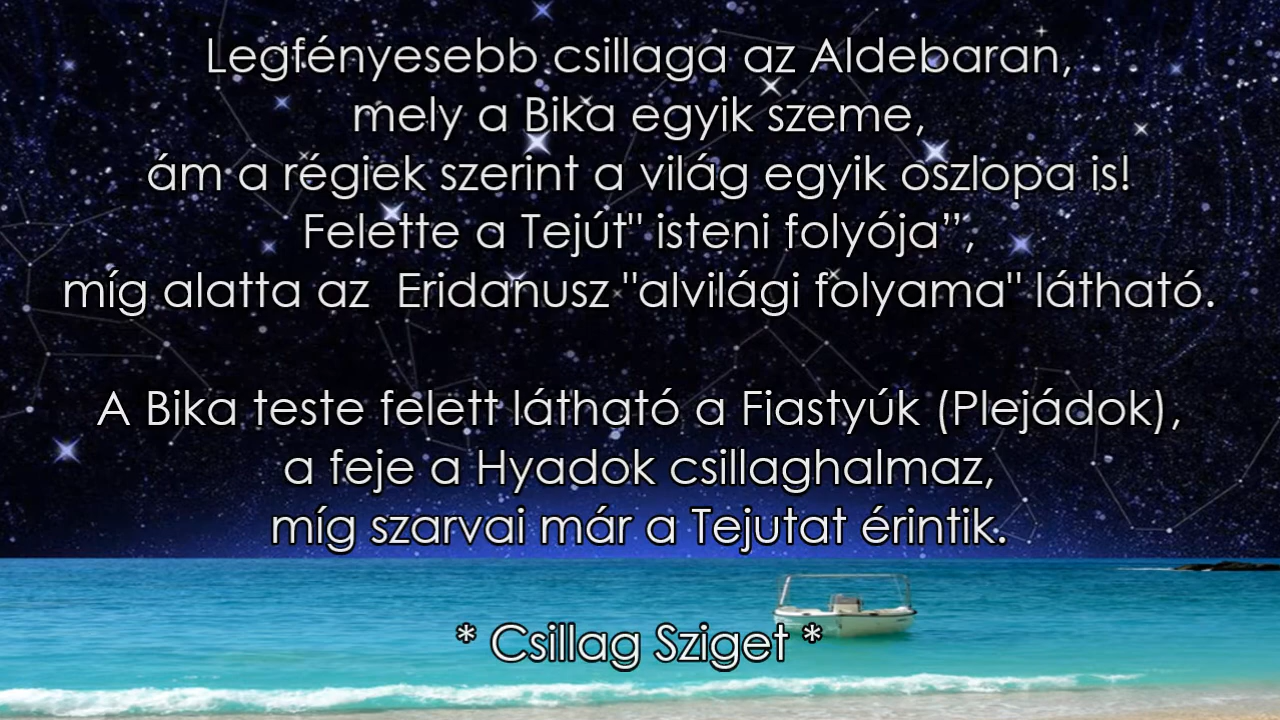 Legfényesebb csillaga az Aldebaran,
mely a Bika egyik szeme,
ám a régiek szerint a világ egyik oszlopa is!
Felette a Tejút" isteni folyója”,
míg alatta az  Eridanusz "alvilági folyama" látható.
A Bika teste felett látható a Fiastyúk (Plejádok),
a feje a Hyadok csillaghalmaz,
míg szarvai már a Tejutat érintik.
* Csillag Sziget *